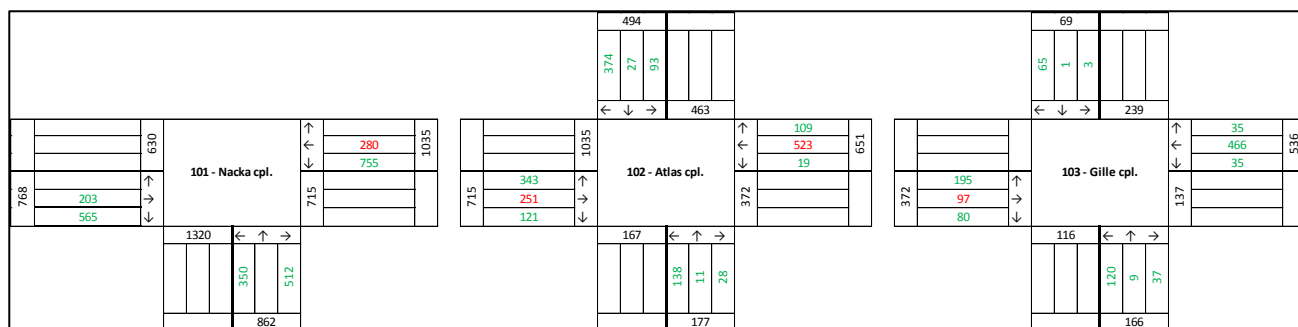 494
374 27 93
← ↓ → 463
69
65 1 3
← ↓ → 239
768
630
203 →
565 ↓
↑
101 - Nacka cpl.
↑
← 280
↓ 755
1035
715
1320 ← ↑ →
350 512
862
715
1035
343 ↑
251 →
121 ↓
102 - Atlas cpl.
↑ 109
← 523
↓ 19
651
372
167 ← ↑ →
138 11 28
177
372
195 ↑
97 →
80 ↓
103 - Gille cpl.
↑ 35
← 466
↓ 35
536
137
116 ← ↑ →
120 9 37
166